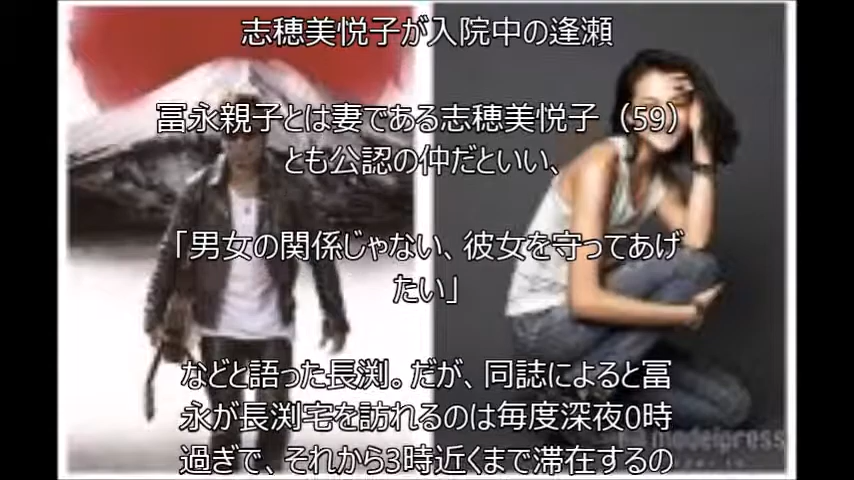 志穂美悦子が入院中の逢瀬
冨永親子とは妻である志穂美悦子（59）
とも公認の仲だといい、
「男女の関係じゃない、彼女を守ってあげ
たい」
などと語った長渕。だが、同誌によると冨
永が長渕宅を訪れるのは毎度深夜0時
過ぎで、それから3時近くまで滞在するの
modelpress